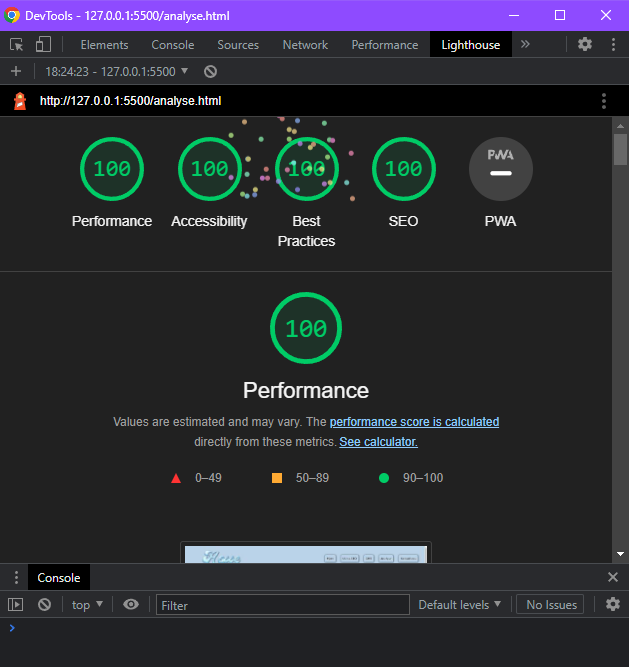 DevTools - 127.0.0.1:5500/analyse.html
Elements Console Sources Network Performance Lighthouse »
18:24:23 - 127.0.0.1:5500
http://127.0.0.1:5500/analyse.html
100 100 100 100 PWA
Performance Accessibility Best Practices SEO PWA
100
Performance
Values are estimated and may vary. The performance score is calculated
directly from these metrics. See calculator.
0–49 50–89 90–100
Console
top Filter Default levels No Issues